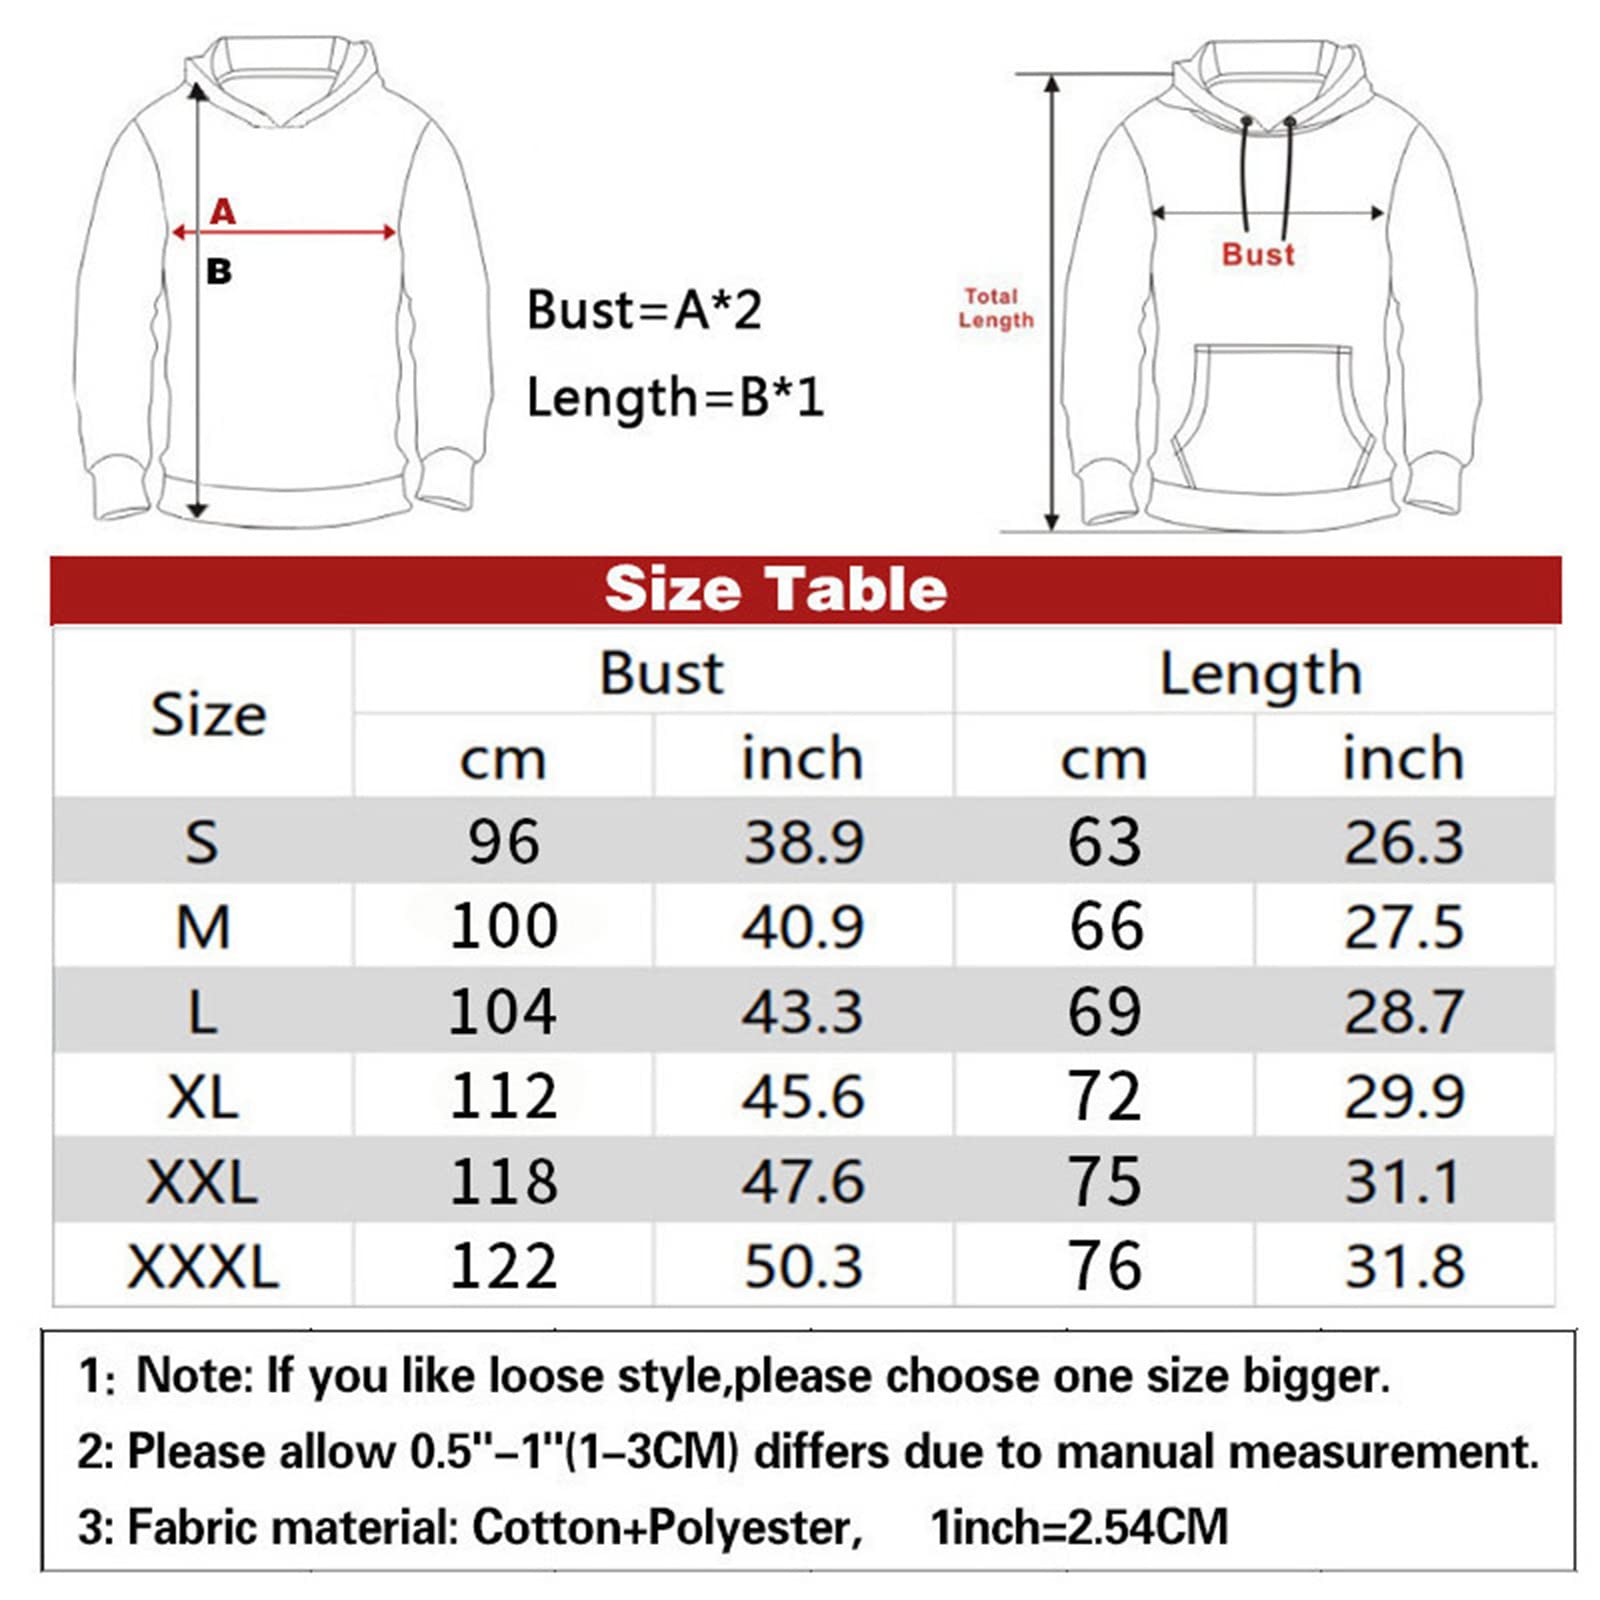 A
B
Bust=A*2
Length=B*1
Bust
Total
Length
Size Table
Size Bust Length
cm inch cm inch
S 96 38.9 63 26.3
M 100 40.9 66 27.5
L 104 43.3 69 28.7
XL 112 45.6 72 29.9
XXL 118 47.6 75 31.1
XXXL 122 50.3 76 31.8
1: Note: If you like loose style,please choose one size bigger.
2: Please allow 0.5"-1"(1-3CM) differs due to manual measurement.
3: Fabric material: Cotton+Polyester, 1inch=2.54CM